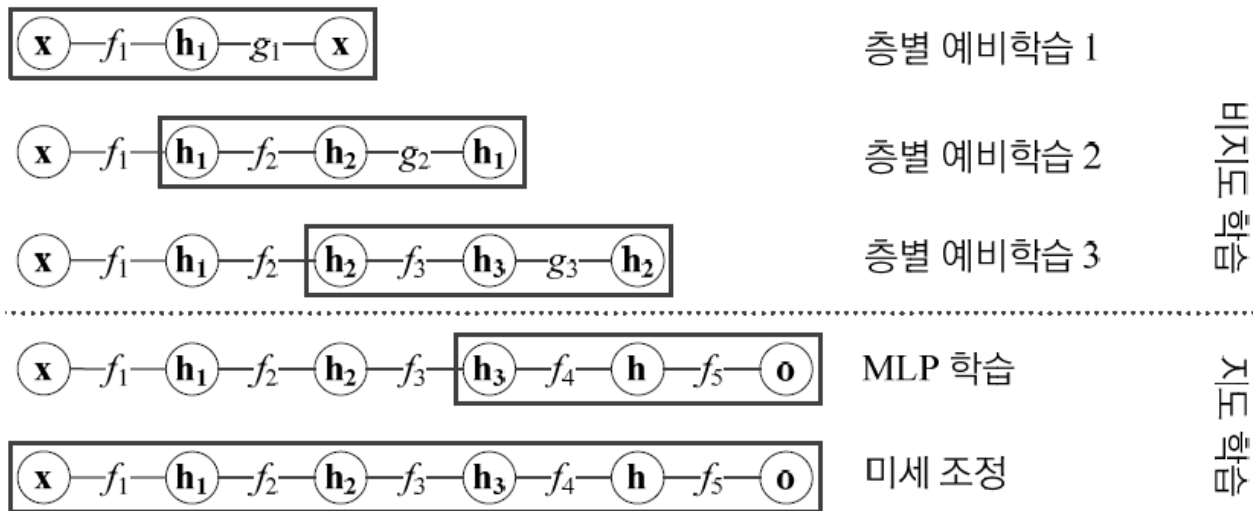 x f₁ h₁ g₁ x 층별 예비학습 1
x f₁ h₁ f₂ h₂ g₂ h₁ 층별 예비학습 2
x f₁ h₁ f₂ h₂ f₃ h₃ g₃ h₂ 층별 예비학습 3
비지도 학습
x f₁ h₁ f₂ h₂ f₃ h₃ f₄ h f₅ o MLP 학습
x f₁ h₁ f₂ h₂ f₃ h₃ f₄ h f₅ o 미세 조정
지도 학습